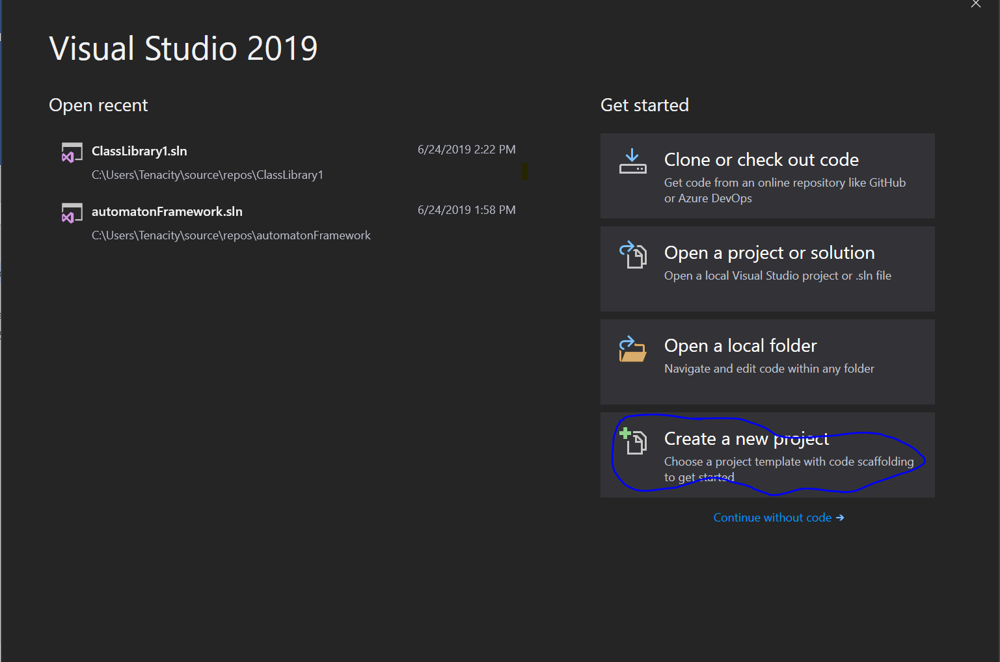 Visual Studio 2019
Open recent
ClassLibrary1.sln
6/24/2019 2:22 PM
C:\Users\Tenacity\source\repos\ClassLibrary1
automatonFramework.sln
6/24/2019 1:58 PM
C:\Users\Tenacity\source\repos\automatonFramework
Get started
Clone or check out code
Get code from an online repository like GitHub
or Azure DevOps
Open a project or solution
Open a local Visual Studio project or .sln file
Open a local folder
Navigate and edit code within any folder
Create a new project
Choose a project template with code scaffolding
to get started
Continue without code